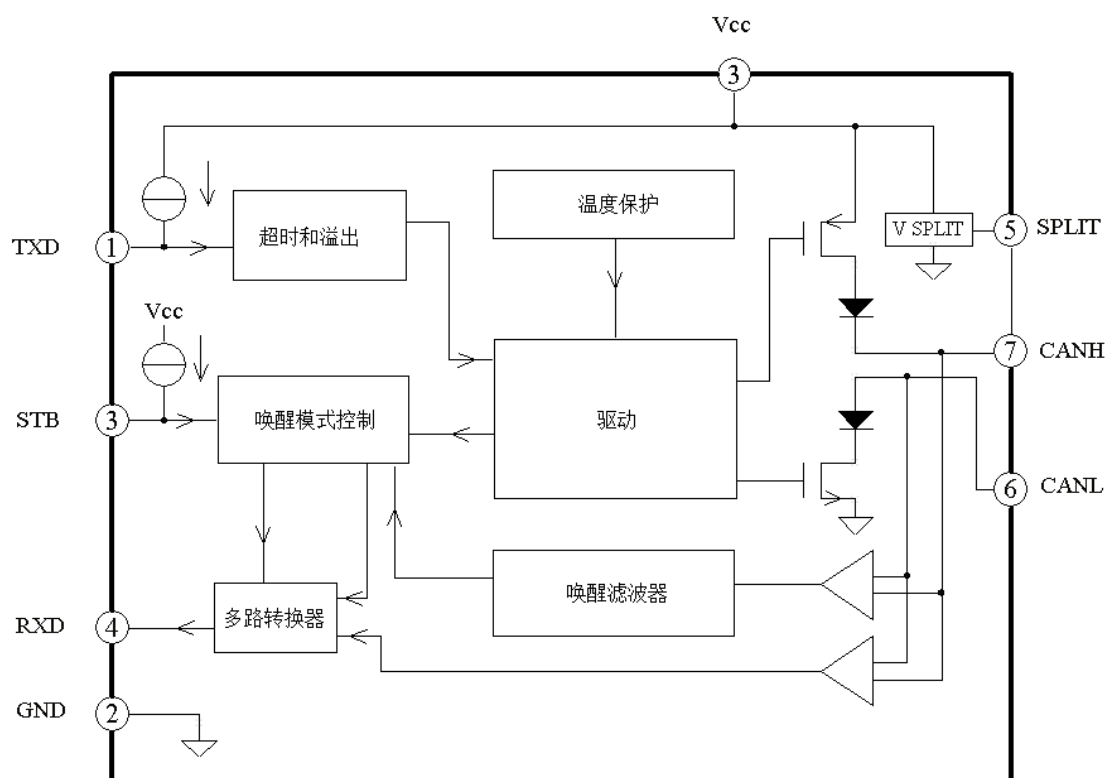 Vcc
3
温度保护
TXD
1
超时和溢出
V SPLIT
5
SPLIT
Vcc
7
CANH
STB
3
唤醒模式控制
驱动
6
CANL
唤醒滤波器
RXD
4
多路转换器
GND
2